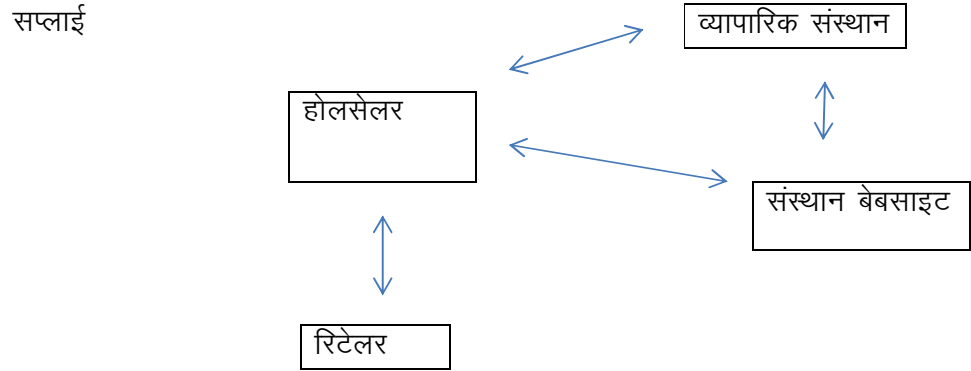 सप्लाई
व्यापारिक संस्थान
होलसेलर
संस्थान बेबसाइट
रिटेलर